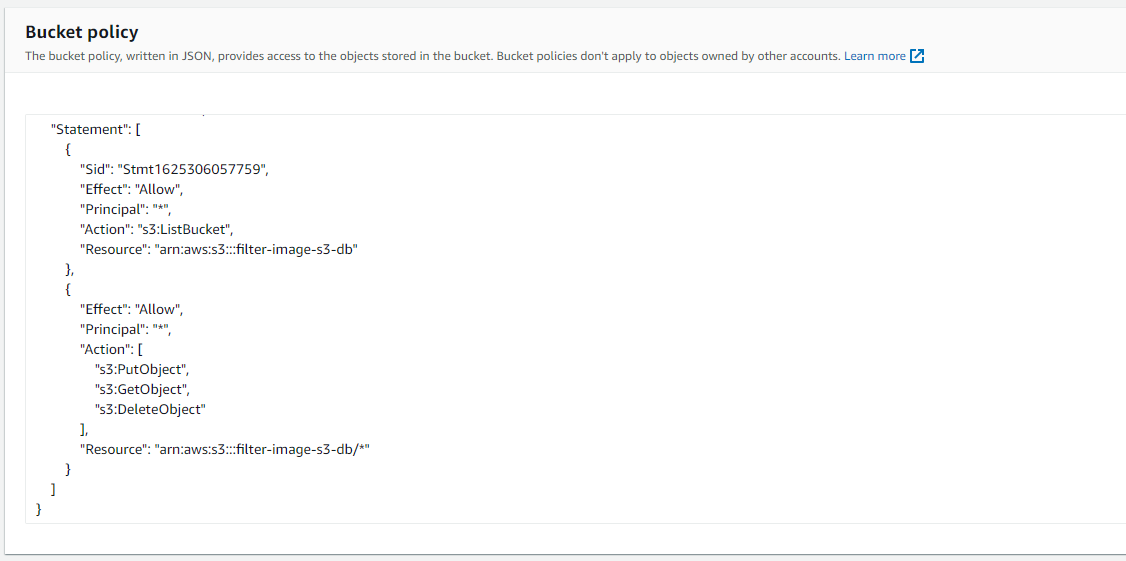 Bucket policy
The bucket policy, written in JSON, provides access to the objects stored in the bucket. Bucket policies don't apply to objects owned by other accounts. Learn more
"Statement": [
{
"Sid": "Stmt1625306057759",
"Effect": "Allow",
"Principal": "*",
"Action": "s3:ListBucket",
"Resource": "arn:aws:s3:::filter-image-s3-db"
},
{
"Effect": "Allow",
"Principal": "*",
"Action": [
"s3:PutObject",
"s3:GetObject",
"s3:DeleteObject"
],
"Resource": "arn:aws:s3:::filter-image-s3-db/*"
}
]
}